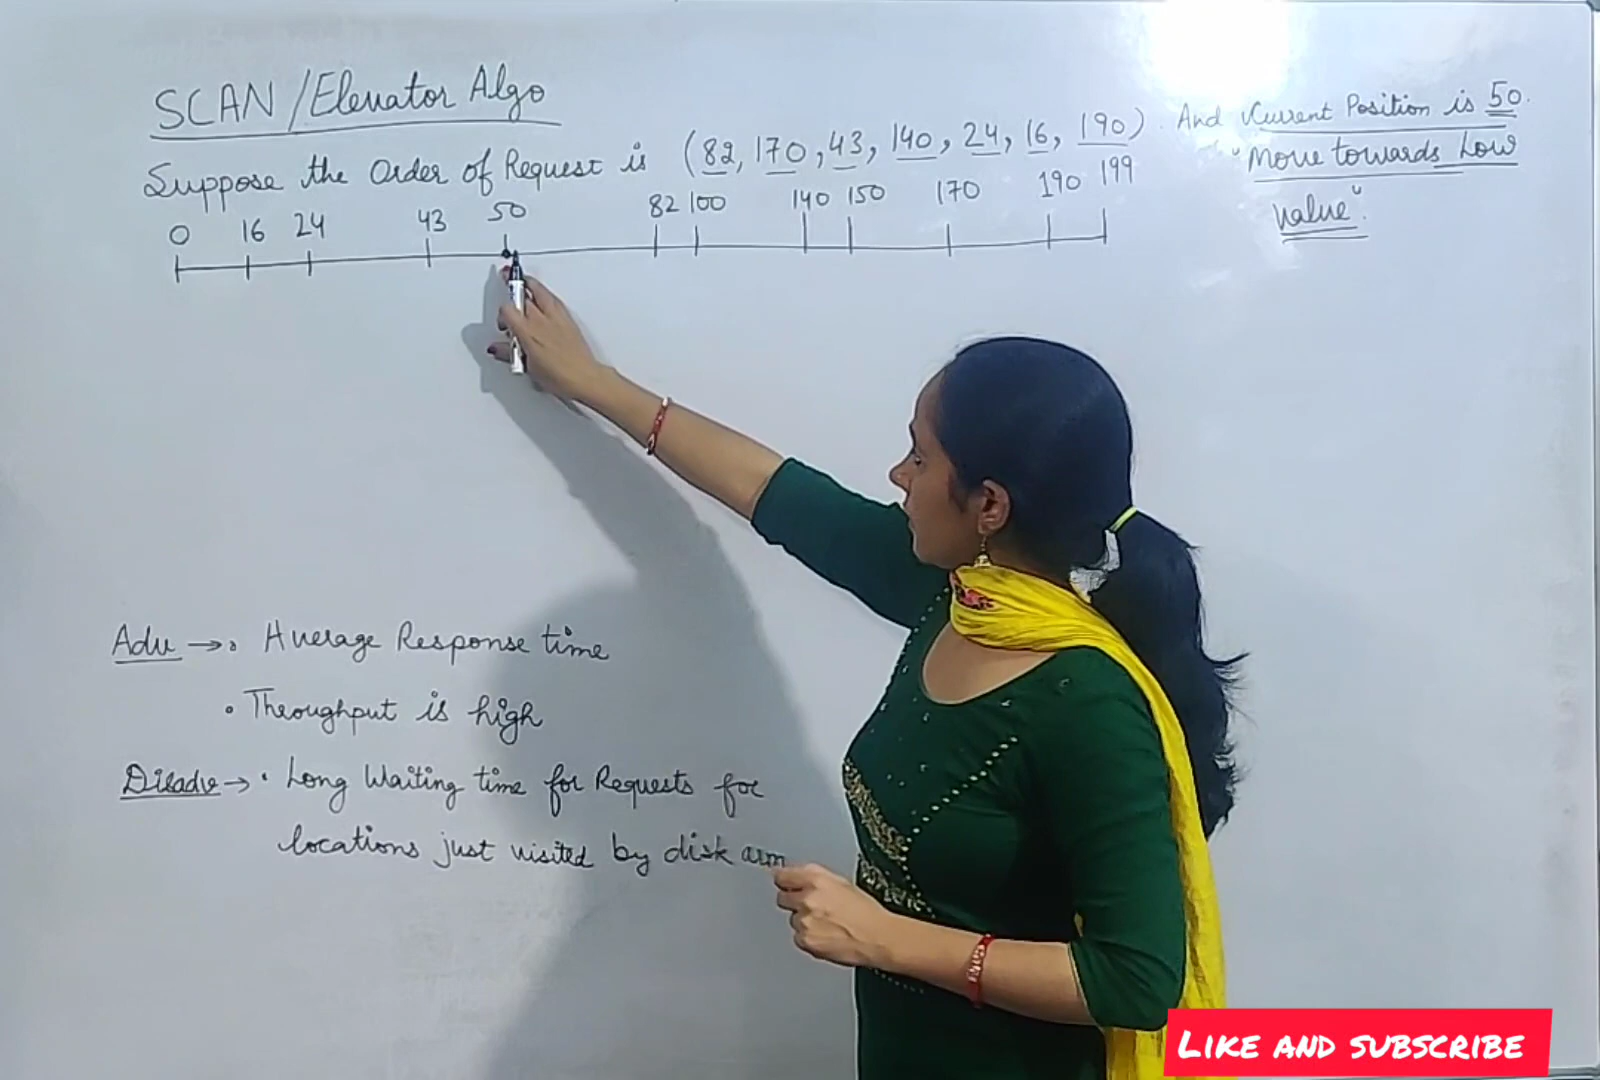 SCAN/Elevator Algo
Suppose the Order of Request is (82, 170, 43, 140, 24, 16, 190). And Current Position is 50.
"Move towards Low value".
0 16 24 43 50 82 100 140 150 170 190 199
Adv → • Average Response time
• Throughput is high
Disadv → • Long Waiting time for Requests for
locations just visited by disk arm
LIKE AND SUBSCRIBE